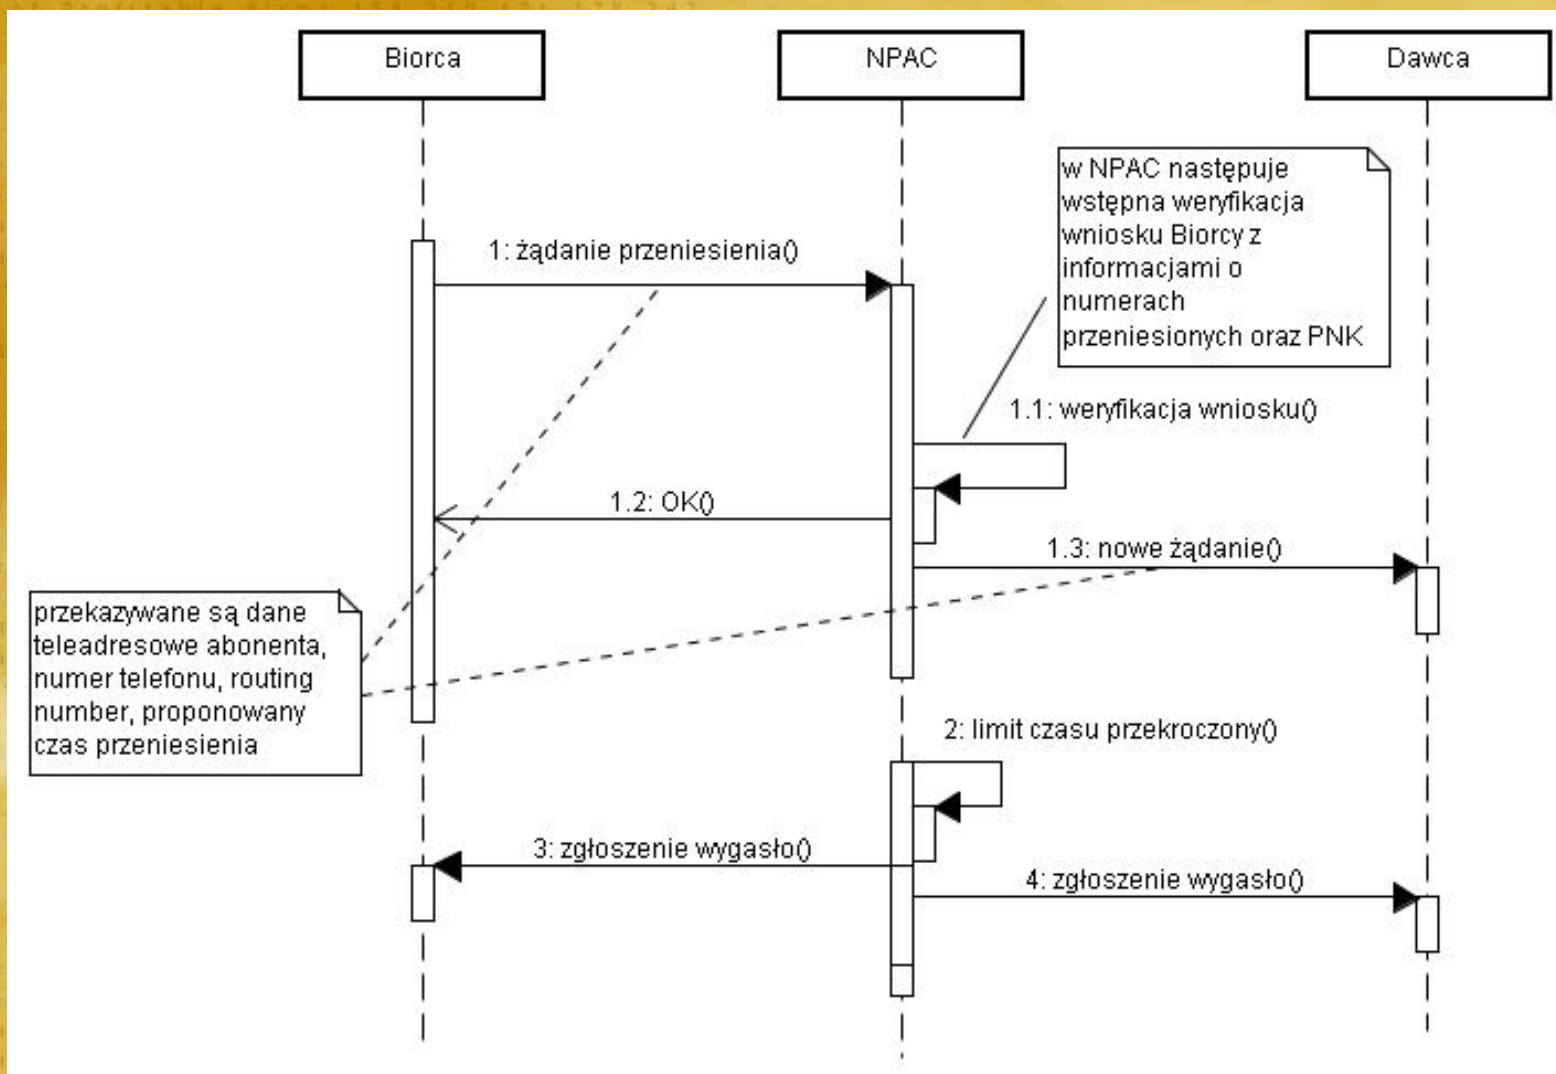 Biorca
NPAC
Dawca
w NPAC następuje
wstępna weryfikacja
wniosku Biorcy z
informacjami o
numerach
przeniesionych oraz PNK
1: żądanie przeniesienia()
1.1: weryfikacja wniosku()
1.2: OK()
1.3: nowe żądanie()
przekazywane są dane
teleadresowe abonenta,
numer telefonu, routing
number, proponowany
czas przeniesienia
2: limit czasu przekroczony()
3: zgłoszenie wygasło()
4: zgłoszenie wygasło()